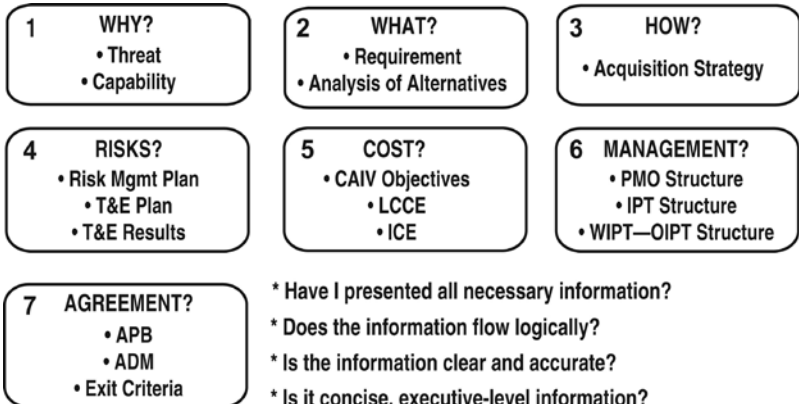 1 WHY?
• Threat
• Capability
2 WHAT?
• Requirement
• Analysis of Alternatives
3 HOW?
• Acquisition Strategy
4 RISKS?
• Risk Mgmt Plan
• T&E Plan
• T&E Results
5 COST?
• CAIV Objectives
• LCCE
• ICE
6 MANAGEMENT?
• PMO Structure
• IPT Structure
• WIPT—OIPT Structure
7 AGREEMENT?
• APB
• ADM
• Exit Criteria
* Have I presented all necessary information?
* Does the information flow logically?
* Is the information clear and accurate?
* Is it concise, executive-level information?